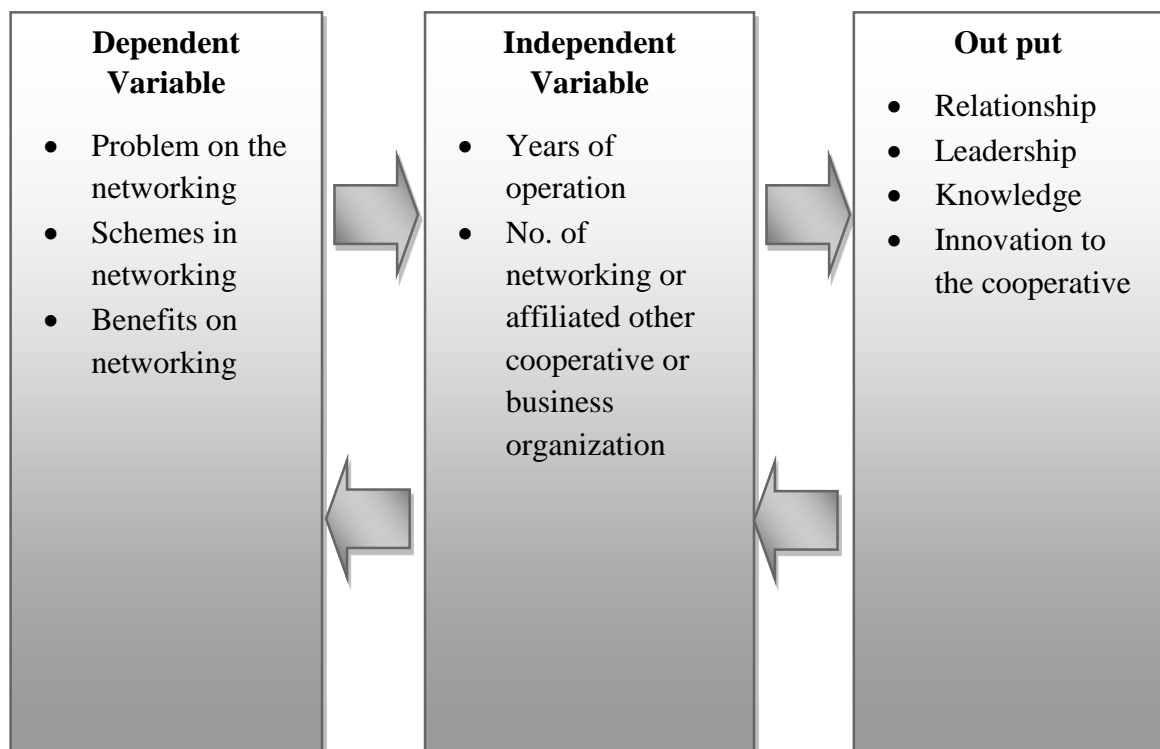 Dependent
Variable
• Problem on the
networking
• Schemes in
networking
• Benefits on
networking
Independent
Variable
• Years of
operation
• No. of
networking or
affiliated other
cooperative or
business
organization
Out put
• Relationship
• Leadership
• Knowledge
• Innovation to
the cooperative